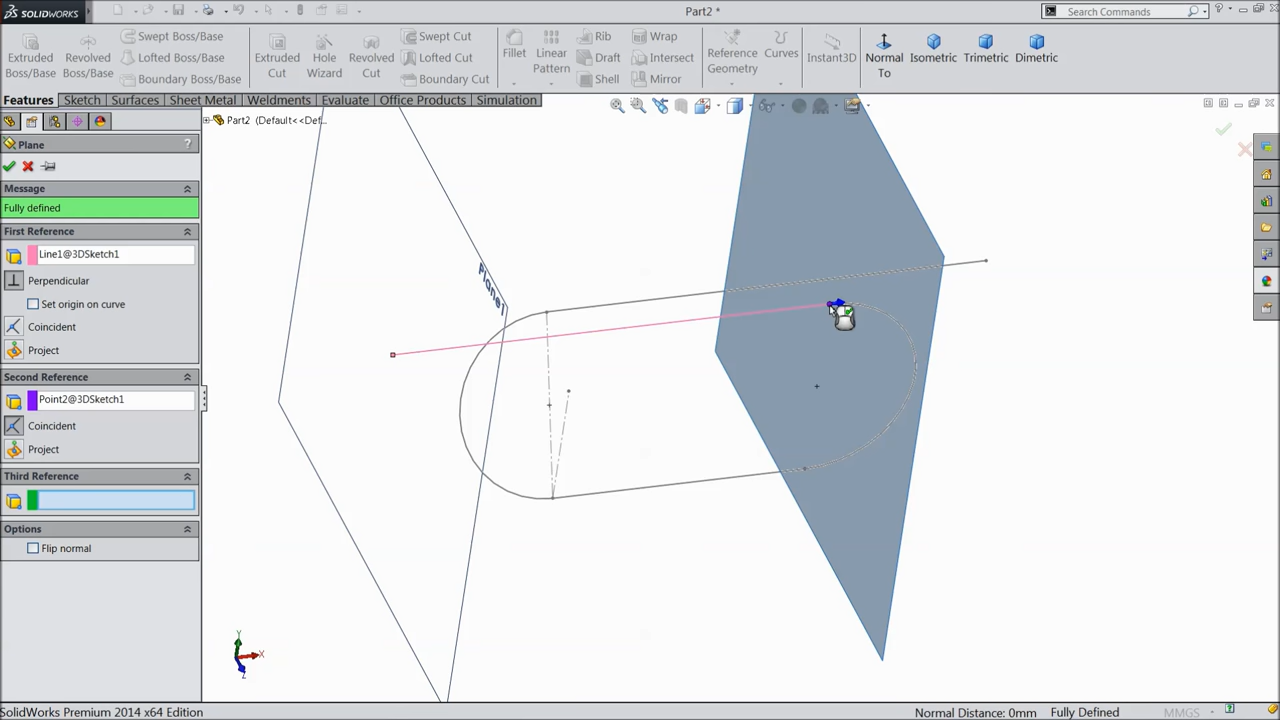 SOLIDWORKS
Part2 *
Search Commands
Extruded Boss/Base
Revolved Boss/Base
Swept Boss/Base
Lofted Boss/Base
Boundary Boss/Base
Extruded Cut
Hole Wizard
Revolved Cut
Swept Cut
Lofted Cut
Boundary Cut
Fillet
Linear Pattern
Rib
Draft
Shell
Wrap
Intersect
Mirror
Reference Geometry
Curves
Instant3D
Normal To
Isometric
Trimetric
Dimetric
Features
Sketch
Surfaces
Sheet Metal
Weldments
Evaluate
Office Products
Simulation
Part2 (Default<<Def...
Plane
?
Message
Fully defined
First Reference
Line1@3DSketch1
Perpendicular
Set origin on curve
Coincident
Project
Second Reference
Point2@3DSketch1
Coincident
Project
Third Reference
Options
Flip normal
Plane1
Y
X
Z
SolidWorks Premium 2014 x64 Edition
Normal Distance: 0mm
Fully Defined
MMGS